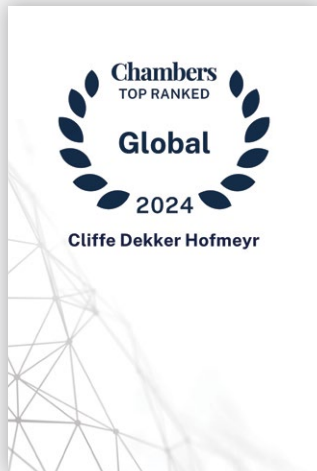 Chambers
TOP RANKED
Global
2024
Cliffe Dekker Hofmeyr